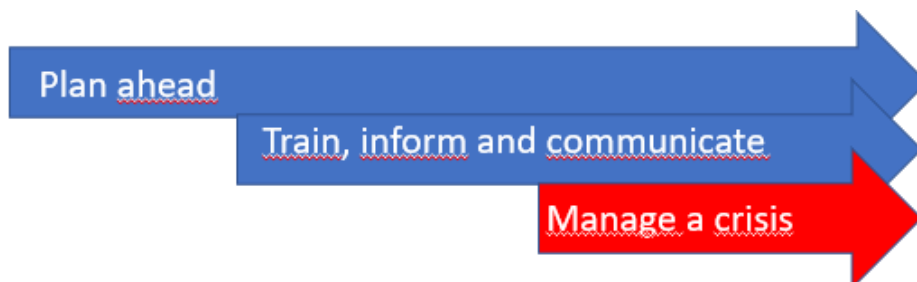 Plan ahead
Train, inform and communicate
Manage a crisis